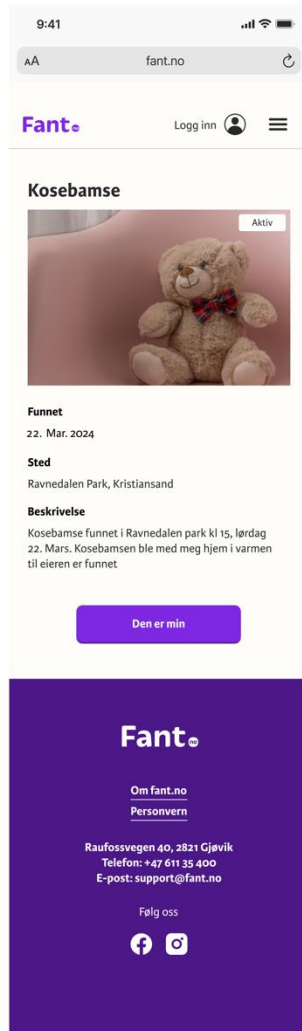 9:41
AA
fant.no
Fant.no
Logg inn
Kosebamse
Aktiv
Funnet
22. Mar. 2024
Sted
Ravnedalen Park, Kristiansand
Beskrivelse
Kosebamse funnet i Ravnedalen park kl 15, lørdag
22. Mars. Kosebamsen ble med meg hjem i varmen
til eieren er funnet
Den er min
Fant.no
Om fant.no
Personvern
Raufossvegen 40, 2821 Gjøvik
Telefon: +47 611 35 400
E-post: support@fant.no
Følg oss